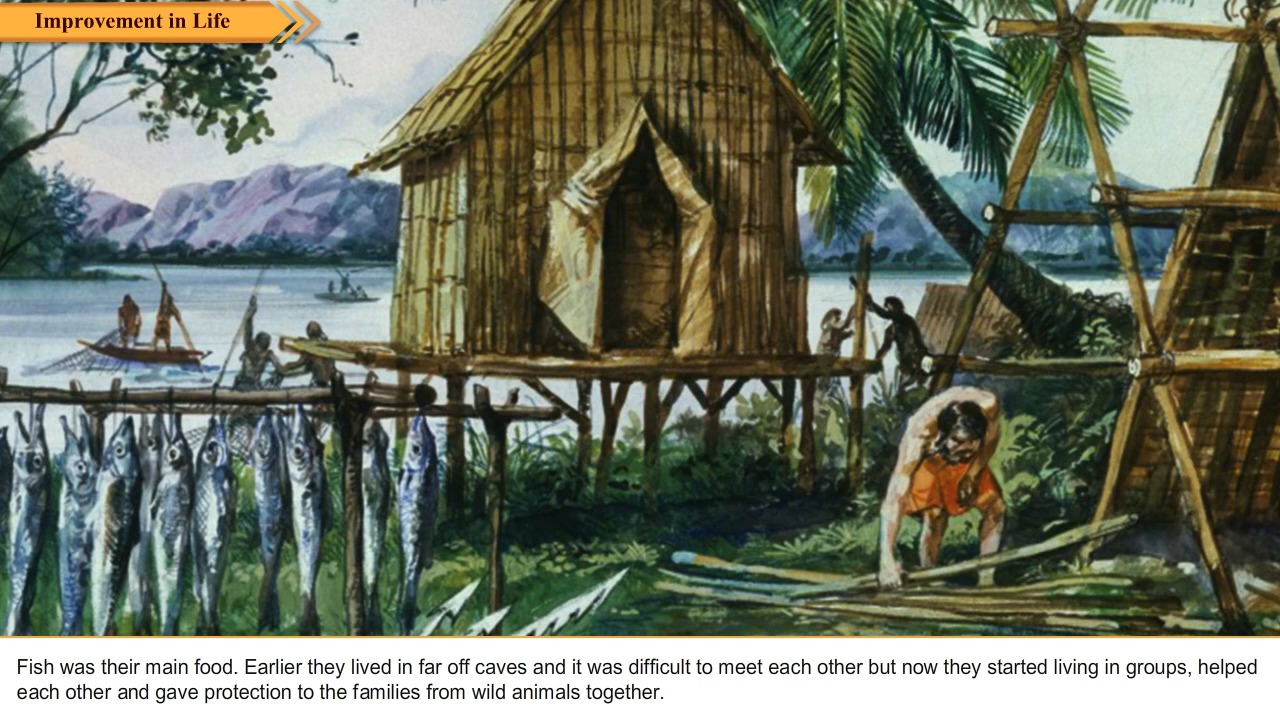 Improvement in Life
Fish was their main food. Earlier they lived in far off caves and it was difficult to meet each other but now they started living in groups, helped
each other and gave protection to the families from wild animals together.